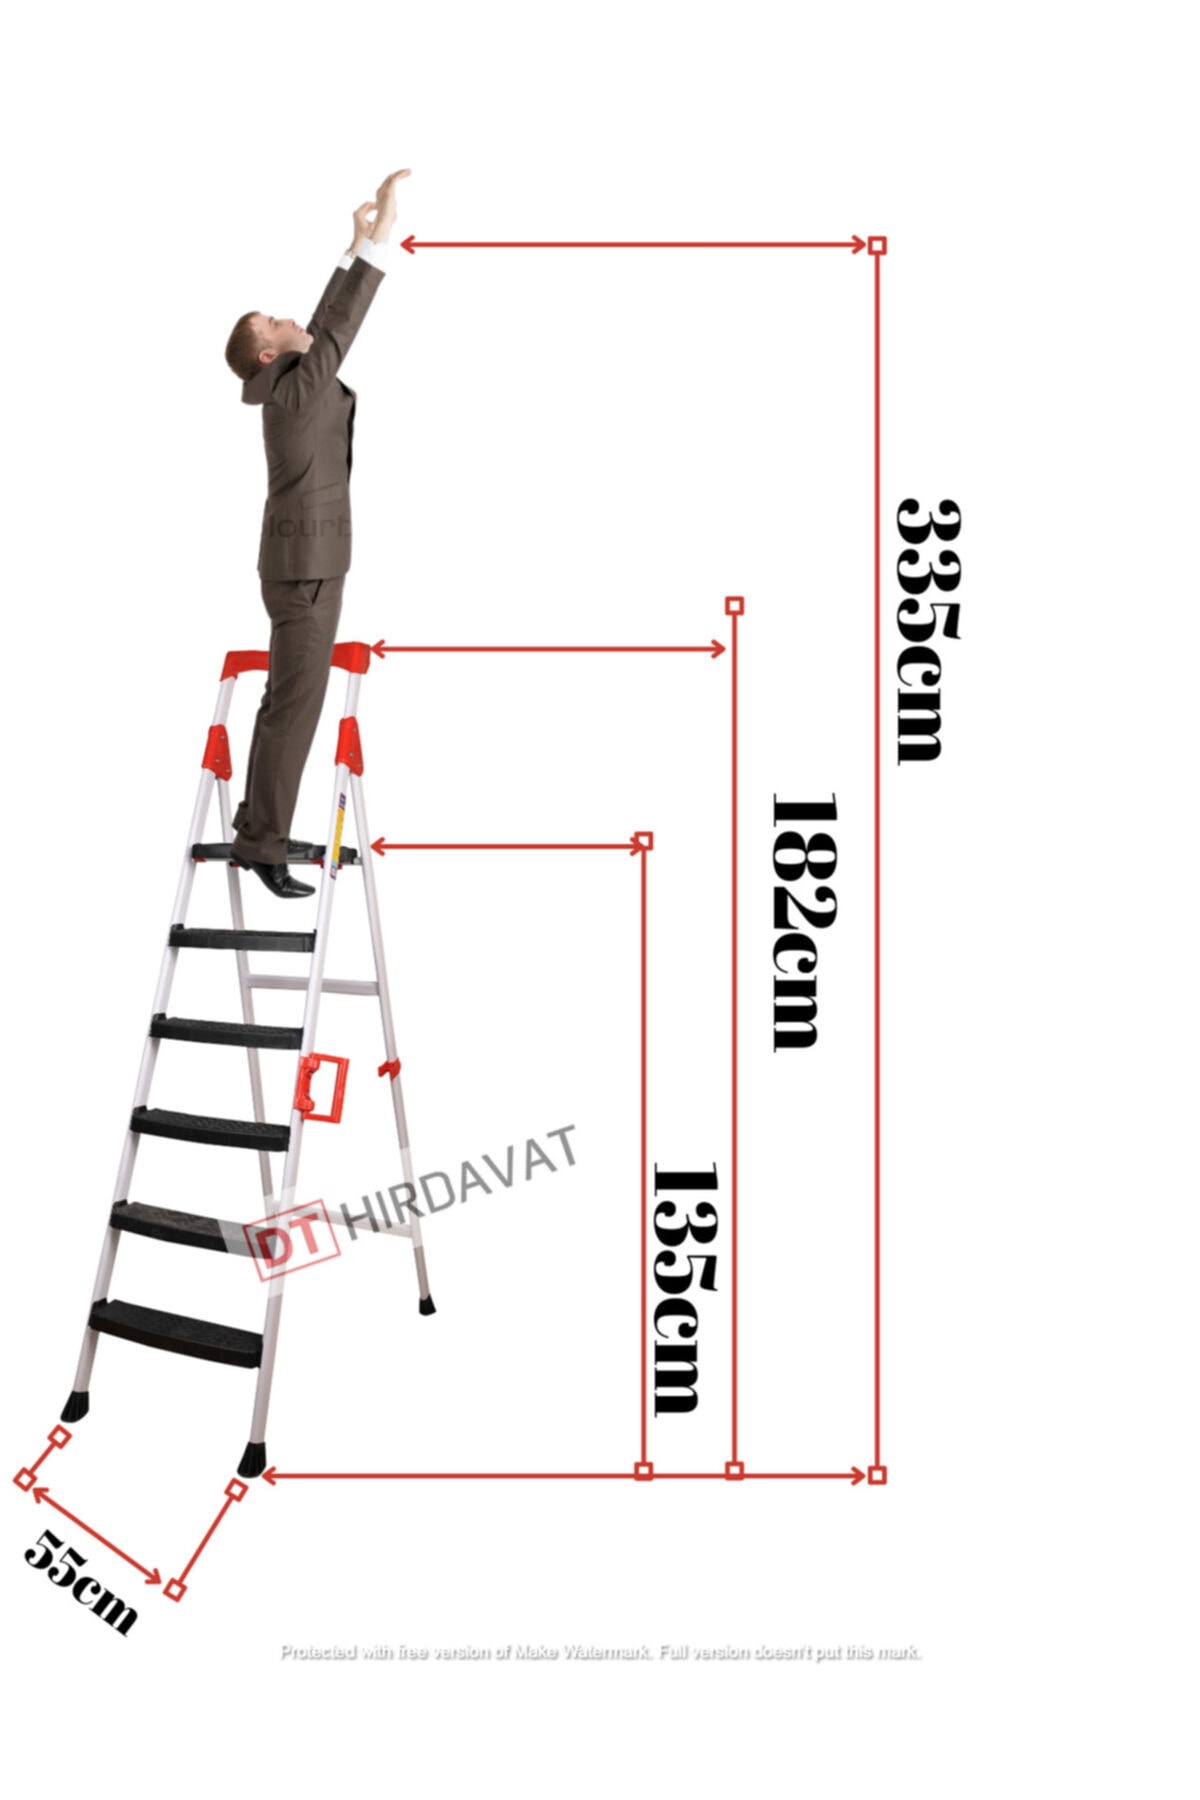 335cm
182cm
135cm
DT HIRDAVAT
55cm
Protected with free version of Make Watermark. Full version doesn't put this mark.